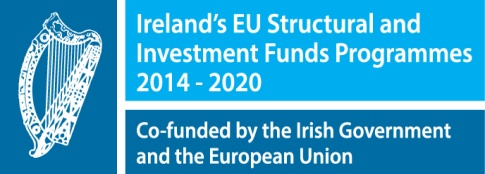 Ireland's EU Structural and
Investment Funds Programmes
2014 - 2020
Co-funded by the Irish Government
and the European Union